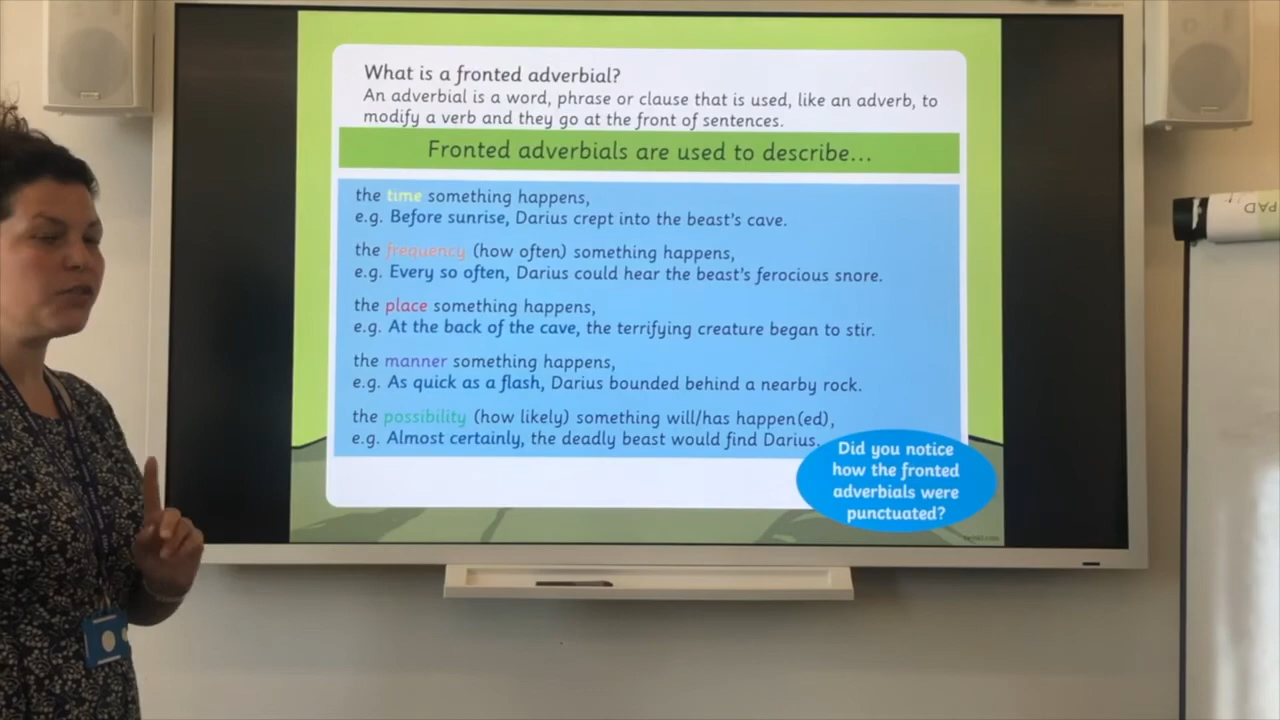 What is a fronted adverbial?
An adverbial is a word, phrase or clause that is used, like an adverb, to
modify a verb and they go at the front of sentences.
Fronted adverbials are used to describe...
the time something happens,
e.g. Before sunrise, Darius crept into the beast's cave.
the frequency (how often) something happens,
e.g. Every so often, Darius could hear the beast's ferocious snore.
the place something happens,
e.g. At the back of the cave, the terrifying creature began to stir.
the manner something happens,
e.g. As quick as a flash, Darius bounded behind a nearby rock.
the possibility (how likely) something will/has happen(ed),
e.g. Almost certainly, the deadly beast would find Darius.
Did you notice
how the fronted
adverbials were
punctuated?
PAD